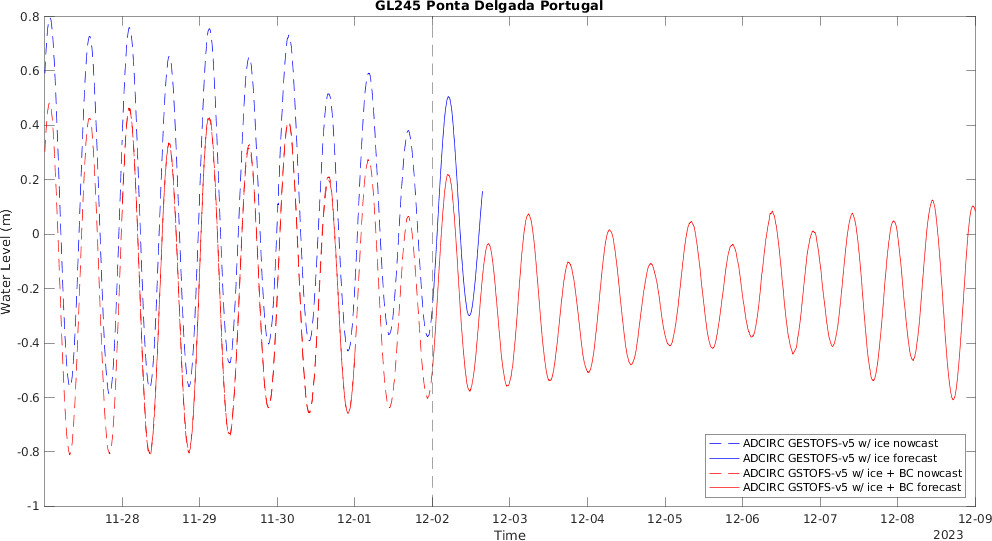 GL245 Ponta Delgada Portugal
0.8
0.6
0.4
0.2
0
-0.2
-0.4
-0.6
-0.8
-1
Water Level (m)
ADCIRC GESTOFS-v5 w/ ice nowcast
ADCIRC GESTOFS-v5 w/ ice forecast
ADCIRC GSTOFS-v5 w/ ice + BC nowcast
ADCIRC GSTOFS-v5 w/ ice + BC forecast
11-28 11-29 11-30 12-01 12-02 12-03 12-04 12-05 12-06 12-07 12-08 12-09
Time
2023